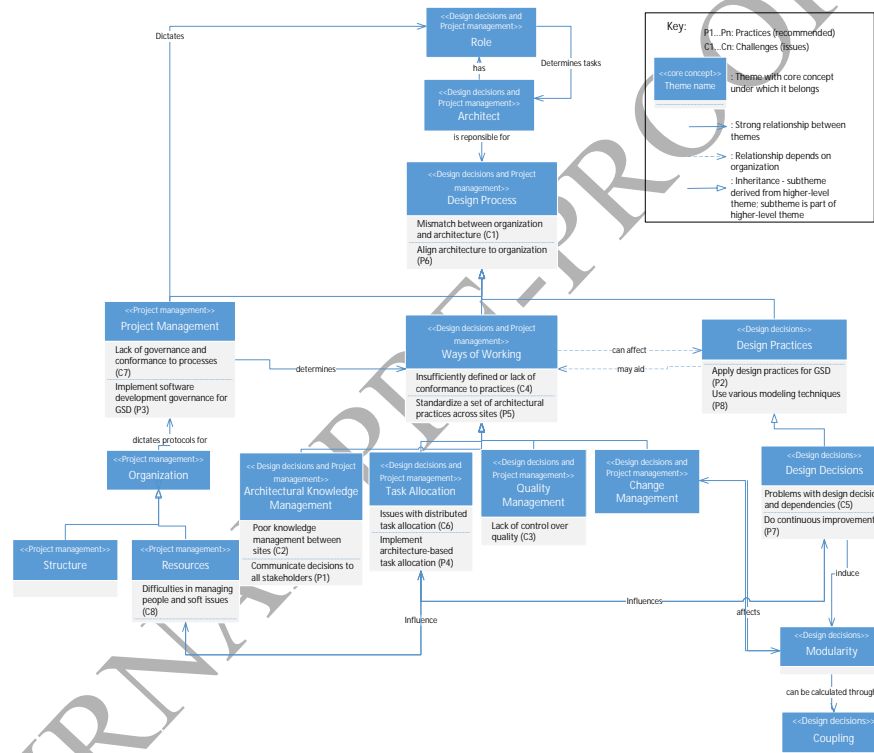 <<Design decisions and
Project management>>
Role
Dictates
has
Determines tasks
<<Design decisions and
Project management>>
Architect
is reponsible for
Key:
P1...Pn: Practices (recommended)
C1...Cn: Challenges (issues)
<<core concept>>
Theme name
: Theme with core concept
under which it belongs
: Strong relationship between
themes
: Relationship depends on
organization
: Inheritance - subtheme
derived from higher-level
theme; subtheme is part of
higher-level theme
<<Design decisions and Project
management>>
Design Process
Mismatch between organization
and architecture (C1)
Align architecture to organization
(P6)
<<Project management>>
Project Management
Lack of governance and
conformance to processes
(C7)
Implement software
development governance for
GSD (P3)
determines
<<Design decisions and Project
management>>
Ways of Working
Insufficiently defined or lack of
conformance to practices (C4)
Standardize a set of architectural
practices across sites (P5)
can affect
may aid
<<Design decisions>>
Design Practices
Apply design practices for GSD
(P2)
Use various modeling techniques
(P8)
dictates protocols for
<<Project management>>
Organization
<< Design decisions and Project
management>>
Architectural Knowledge
Management
Poor knowledge
management between
sites (C2)
Communicate decisions to
all stakeholders (P1)
<<Design decisions and
Project management>>
Task Allocation
Issues with distributed
task allocation (C6)
Implement
architecture-based
task allocation (P4)
<<Design decisions and
Project management>>
Quality
Management
Lack of control over
quality (C3)
<<Design decisions and
Project management>>
Change
Management
<<Design decisions>>
Design Decisions
Problems with design decisio
and dependencies (C5)
Do continuous improvement
(P7)
<<Project management>>
Structure
<<Project management>>
Resources
Difficulties in managing
people and soft issues
(C8)
Influence
Influences
affects
induce
<<Design decisions>>
Modularity
can be calculated through
<<Design decisions>>
Coupling